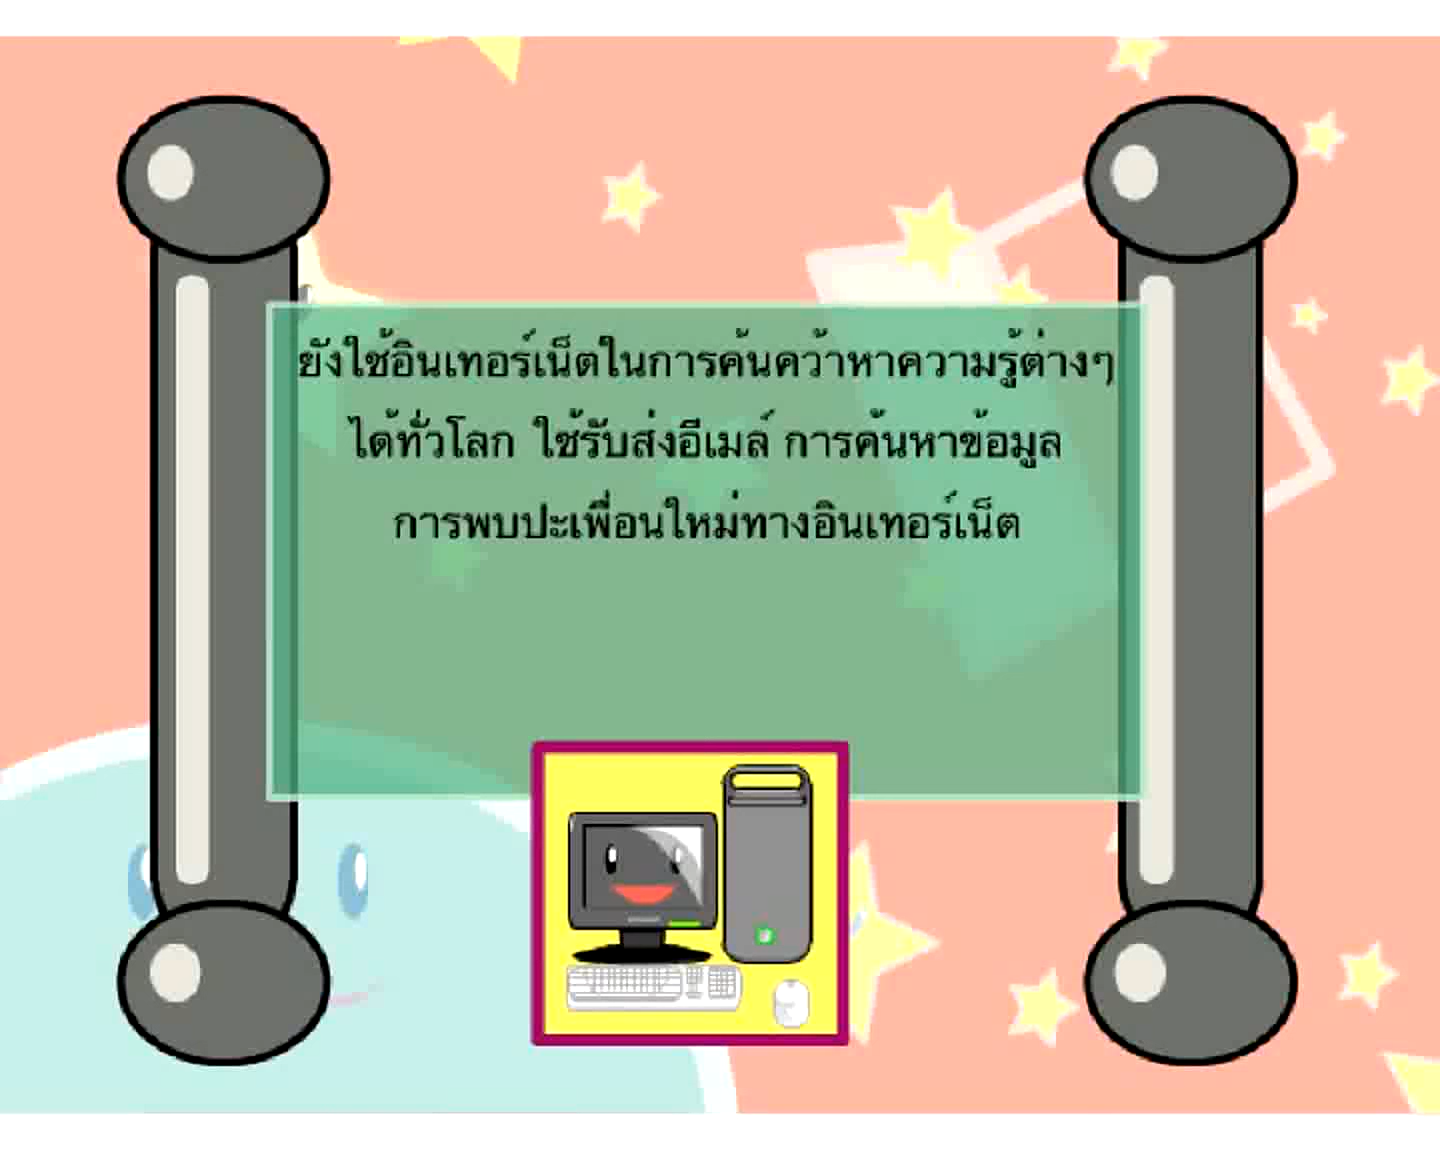 ยังใช้อินเทอร์เน็ตในการค้นคว้าหาความรู้ต่างๆ
ได้ทั่วโลก ใช้รับส่งอีเมล์ การค้นหาข้อมูล
การพบปะเพื่อนใหม่ทางอินเทอร์เน็ต